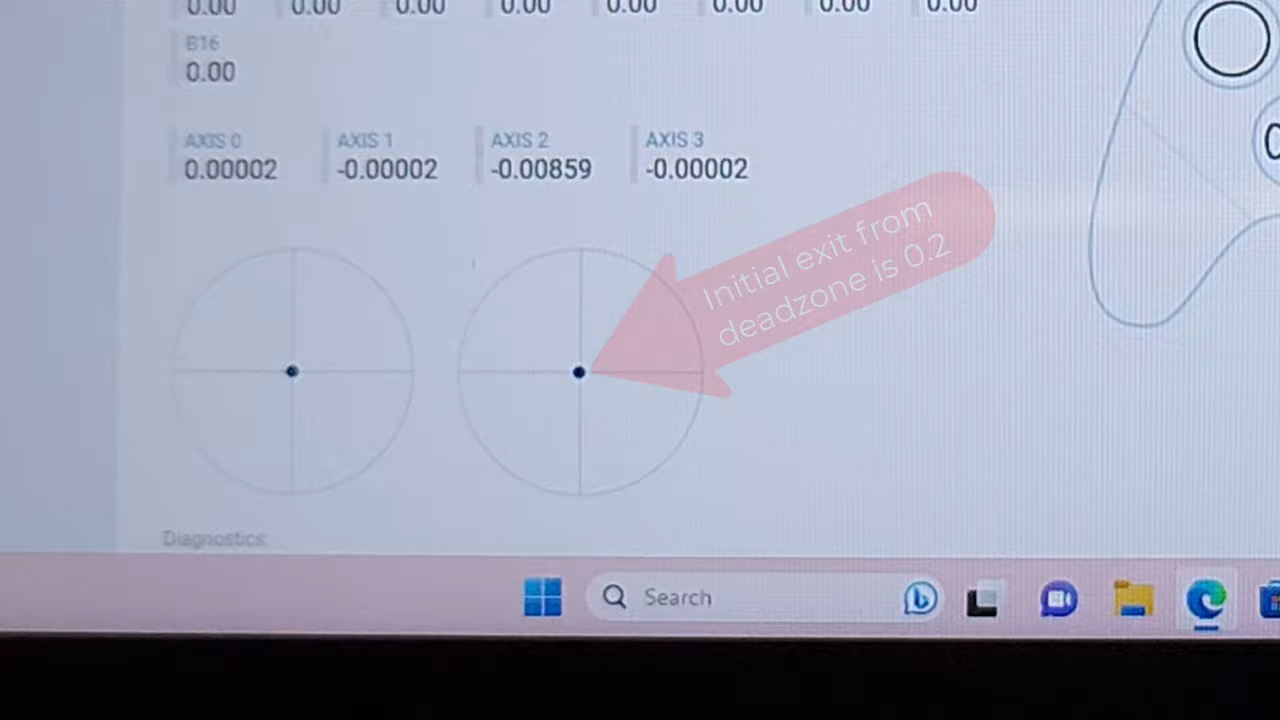 0.00 0.00 0.00 0.00 0.00 0.00 0.00 0.00
B16
0.00
AXIS 0 AXIS 1 AXIS 2 AXIS 3
0.00002 -0.00002 -0.00859 -0.00002
Initial exit from
deadzone is 0.2
Diagnostics:
Search